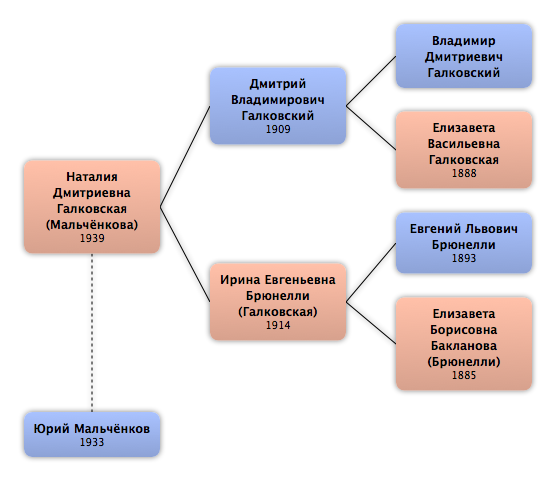 Владимир
Дмитриевич
Галковский
Дмитрий
Владимирович
Галковский
1909
Елизавета
Васильевна
Галковская
1888
Наталия
Дмитриевна
Галковская
(Мальчёнкова)
1939
Евгений Львович
Брюнелли
1893
Ирина Евгеньевна
Брюнелли
(Галковская)
1914
Елизавета
Борисовна
Бакланова
(Брюнелли)
1885
Юрий Мальчёнков
1933